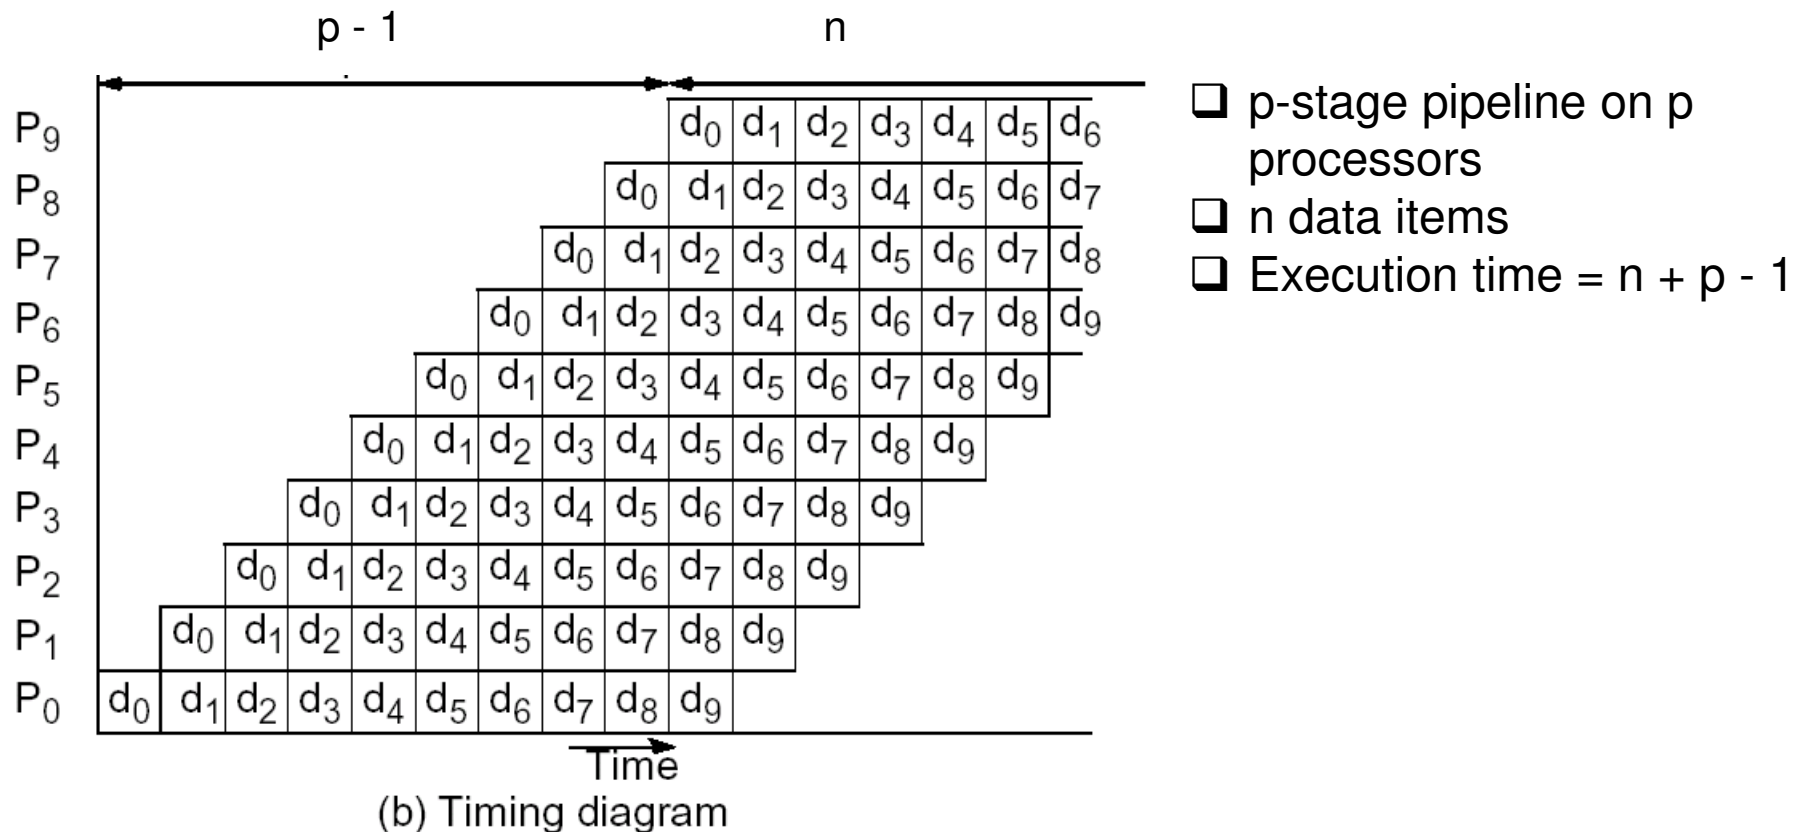 p - 1 n
P9 d0 d1 d2 d3 d4 d5 d6
P8 d0 d1 d2 d3 d4 d5 d6 d7
P7 d0 d1 d2 d3 d4 d5 d6 d7 d8
P6 d0 d1 d2 d3 d4 d5 d6 d7 d8 d9
P5 d0 d1 d2 d3 d4 d5 d6 d7 d8 d9
P4 d0 d1 d2 d3 d4 d5 d6 d7 d8 d9
P3 d0 d1 d2 d3 d4 d5 d6 d7 d8 d9
P2 d0 d1 d2 d3 d4 d5 d6 d7 d8 d9
P1 d0 d1 d2 d3 d4 d5 d6 d7 d8 d9
P0 d0 d1 d2 d3 d4 d5 d6 d7 d8 d9
Time
(b) Timing diagram
❑ p-stage pipeline on p
processors
❑ n data items
❑ Execution time = n + p - 1